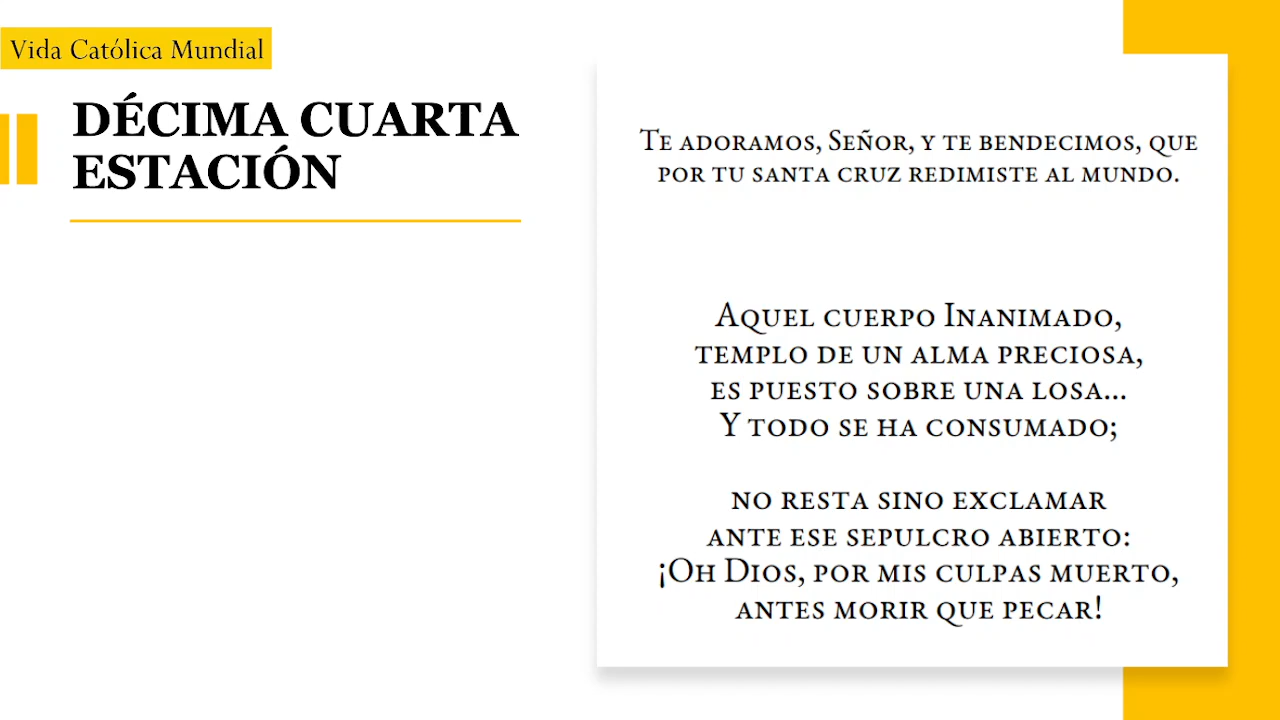 Vida Católica Mundial
DÉCIMA CUARTA
ESTACIÓN
Te adoramos, Señor, y te bendecimos, que
por tu santa cruz redimiste al mundo.
Aquel cuerpo Inanimado,
templo de un alma preciosa,
es puesto sobre una losa...
Y todo se ha consumado;
no resta sino exclamar
ante ese sepulcro abierto:
¡Oh Dios, por mis culpas muerto,
antes morir que pecar!